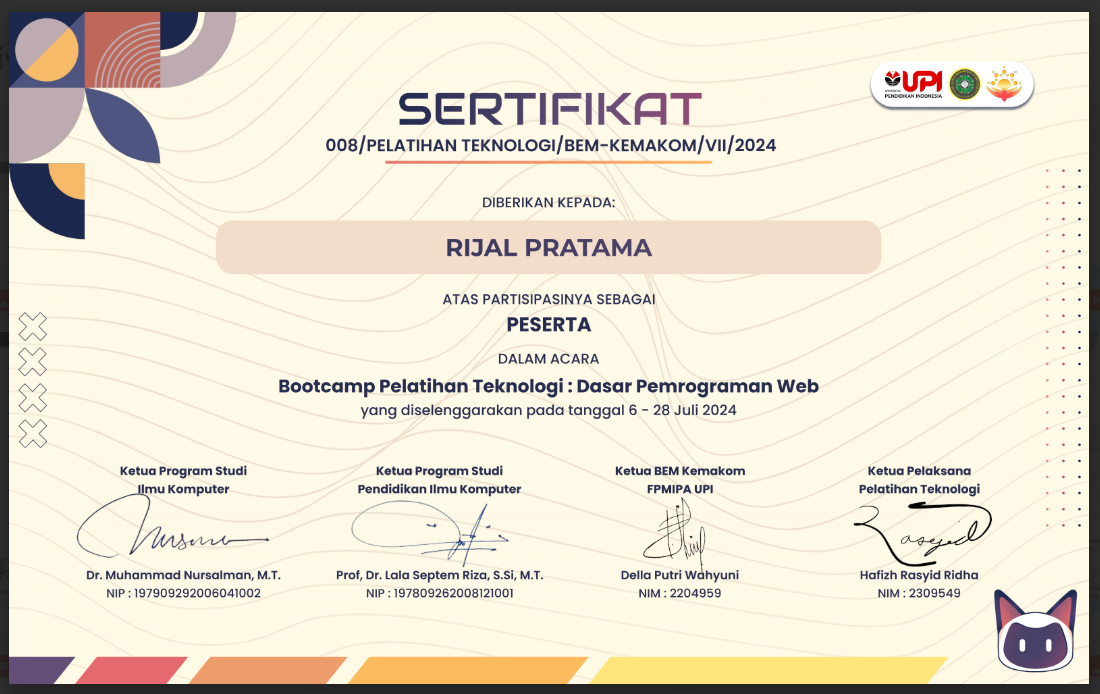 UPI
PENDIDIKAN INDONESIA
SERTIFIKAT
008/PELATIHAN TEKNOLOGI/BEM-KEMAKOM/VII/2024
DIBERIKAN KEPADA:
RIJAL PRATAMA
ATAS PARTISIPASINYA SEBAGAI
PESERTA
DALAM ACARA
Bootcamp Pelatihan Teknologi : Dasar Pemrograman Web
yang diselenggarakan pada tanggal 6 - 28 Juli 2024
Ketua Program Studi
Ilmu Komputer
Dr. Muhammad Nursalman, M.T.
NIP : 197909292006041002
Ketua Program Studi
Pendidikan Ilmu Komputer
Prof, Dr. Lala Septem Riza, S.Si, M.T.
NIP : 197809262008121001
Ketua BEM Kemakom
FPMIPA UPI
Della Putri Wahyuni
NIM : 2204959
Ketua Pelaksana
Pelatihan Teknologi
Hafizh Rasyid Ridha
NIM : 2309549